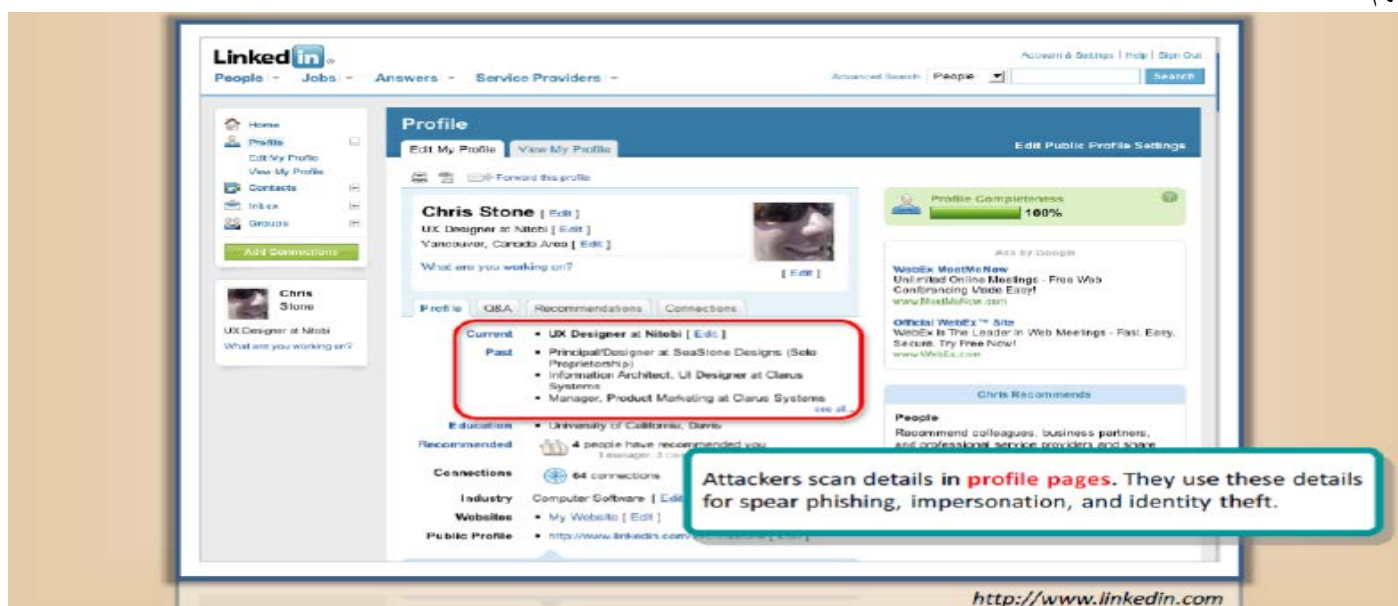 Linked in
Account & Settings | Help | Sign Out
People Jobs Answers Service Providers
Advanced Search People Search
Home
Profile
Edit My Profile
View My Profile
Contacts
Inbox
Groups
Add Connections
Chris
Stone
UX Designer at Nitobi
What are you working on?
Profile
Edit My Profile View My Profile
Edit Public Profile Settings
Forward this profile
Chris Stone [ Edit ]
UX Designer at Nitobi [ Edit ]
Vancouver, Canada Area [ Edit ]
What are you working on?
[ Edit ]
Profile Q&A Recommendations Connections
Current • UX Designer at Nitobi [ Edit ]
Past • Principal/Designer at SeaStone Designs (Solo
Proprietorship)
• Information Architect, UI Designer at Clarus
Systems
• Manager, Product Marketing at Clarus Systems
see all...
Education • University of California, Davis
Recommended 4 people have recommended you
1 manager, 3
Connections 64 connections
Industry Computer Software [ Edit
Websites • My Website [ Edit ]
Public Profile • http://www.linkedin.com [ Edit ]
Profile Completeness
100%
Ads by Google
WebEx MeetMeNow
Unlimited Online Meetings - Free Web
Conferencing Made Easy!
www.MeetMeNow.com
Official WebEx™ Site
WebEx Is The Leader in Web Meetings - Fast, Easy,
Secure. Try Free Now!
www.WebEx.com
Chris Recommends
People
Recommend colleagues, business partners,
and professional service providers and share
Attackers scan details in profile pages. They use these details
for spear phishing, impersonation, and identity theft.
http://www.linkedin.com